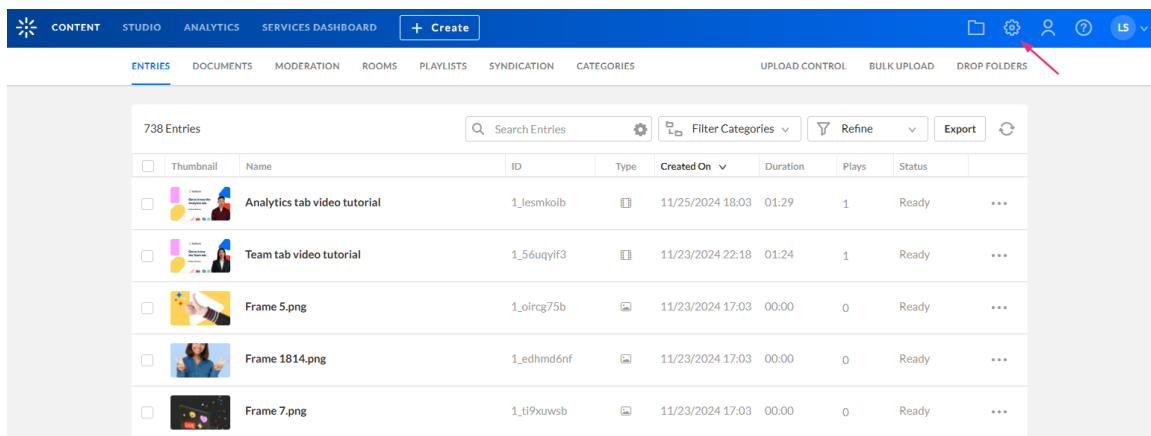 CONTENT STUDIO ANALYTICS SERVICES DASHBOARD + Create LS
ENTRIES DOCUMENTS MODERATION ROOMS PLAYLISTS SYNDICATION CATEGORIES UPLOAD CONTROL BULK UPLOAD DROP FOLDERS
738 Entries Search Entries Filter Categories Refine Export
Thumbnail Name ID Type Created On Duration Plays Status
Analytics tab video tutorial 1_lesmkoib 11/25/2024 18:03 01:29 1 Ready
Team tab video tutorial 1_56uqyif3 11/23/2024 22:18 01:24 1 Ready
Frame 5.png 1_oircg75b 11/23/2024 17:03 00:00 0 Ready
Frame 1814.png 1_edhmd6nf 11/23/2024 17:03 00:00 0 Ready
Frame 7.png 1_ti9xuwsb 11/23/2024 17:03 00:00 0 Ready